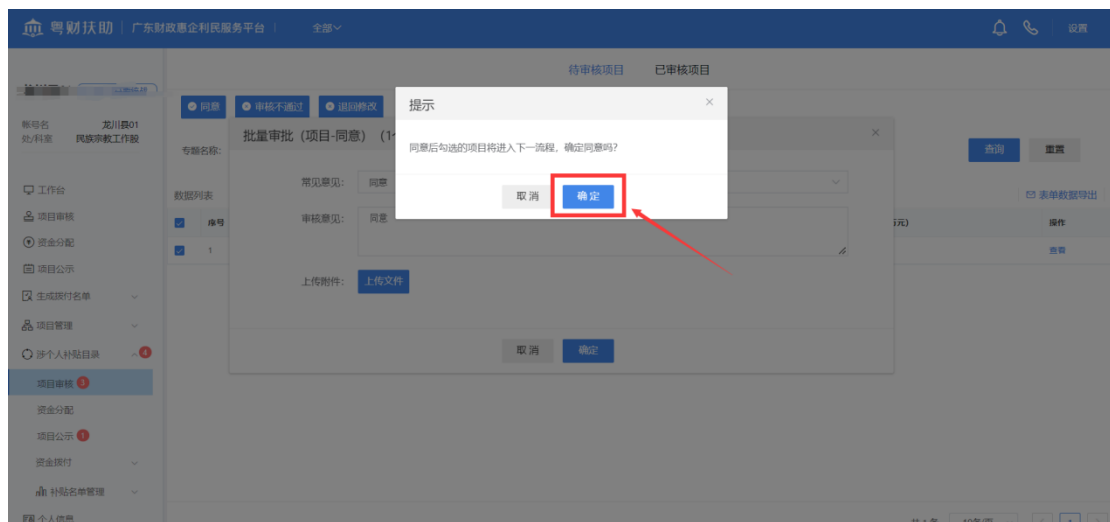 粤财扶助 广东财政惠企利民服务平台 全部 设置
待审核项目 已审核项目
帐号名 龙川县01
处/科室 民族宗教工作股
工作台
项目审核
资金分配
项目公示
生成拨付名单
项目管理
涉个人补贴目录 4
项目审核 3
资金分配
项目公示 1
资金拨付
补贴名单管理
个人信息
同意 审核不通过 退回修改
专题名称: 查询 重置
数据列表 表单数据导出
序号 操作
1 查看
批量审批（项目-同意）（1
常见意见: 同意
审核意见: 同意
上传附件: 上传文件
取消 确定
提示
同意后勾选的项目将进入下一流程，确定同意吗?
取消 确定